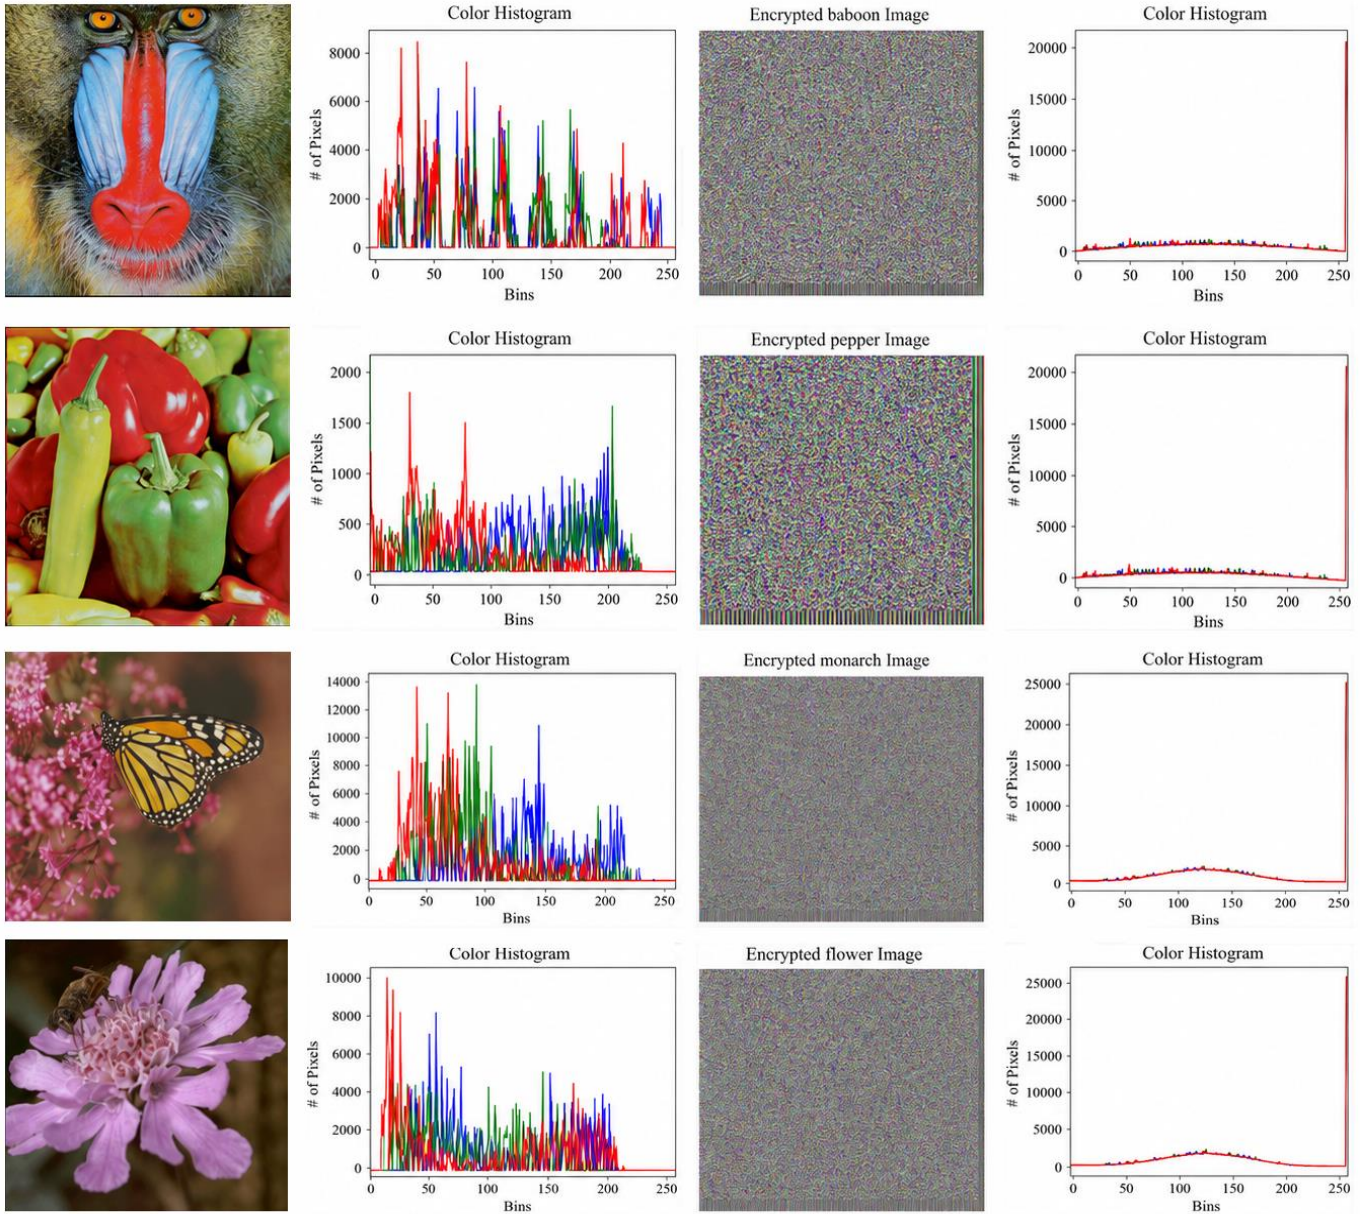 Color Histogram
Encrypted baboon Image
Color Histogram
# of Pixels
8000
6000
4000
2000
0
0 50 100 150 200 250
Bins
# of Pixels
20000
15000
10000
5000
0
0 50 100 150 200 250
Bins
Color Histogram
Encrypted pepper Image
Color Histogram
# of Pixels
2000
1500
1000
500
0
0 50 100 150 200 250
Bins
# of Pixels
20000
15000
10000
5000
0
0 50 100 150 200 250
Bins
Color Histogram
Encrypted monarch Image
Color Histogram
# of Pixels
14000
12000
10000
8000
6000
4000
2000
0
0 50 100 150 200 250
Bins
# of Pixels
25000
20000
15000
10000
5000
0
0 50 100 150 200 250
Bins
Color Histogram
Encrypted flower Image
Color Histogram
# of Pixels
10000
8000
6000
4000
2000
0
0 50 100 150 200 250
Bins
# of Pixels
25000
20000
15000
10000
5000
0
0 50 100 150 200 250
Bins